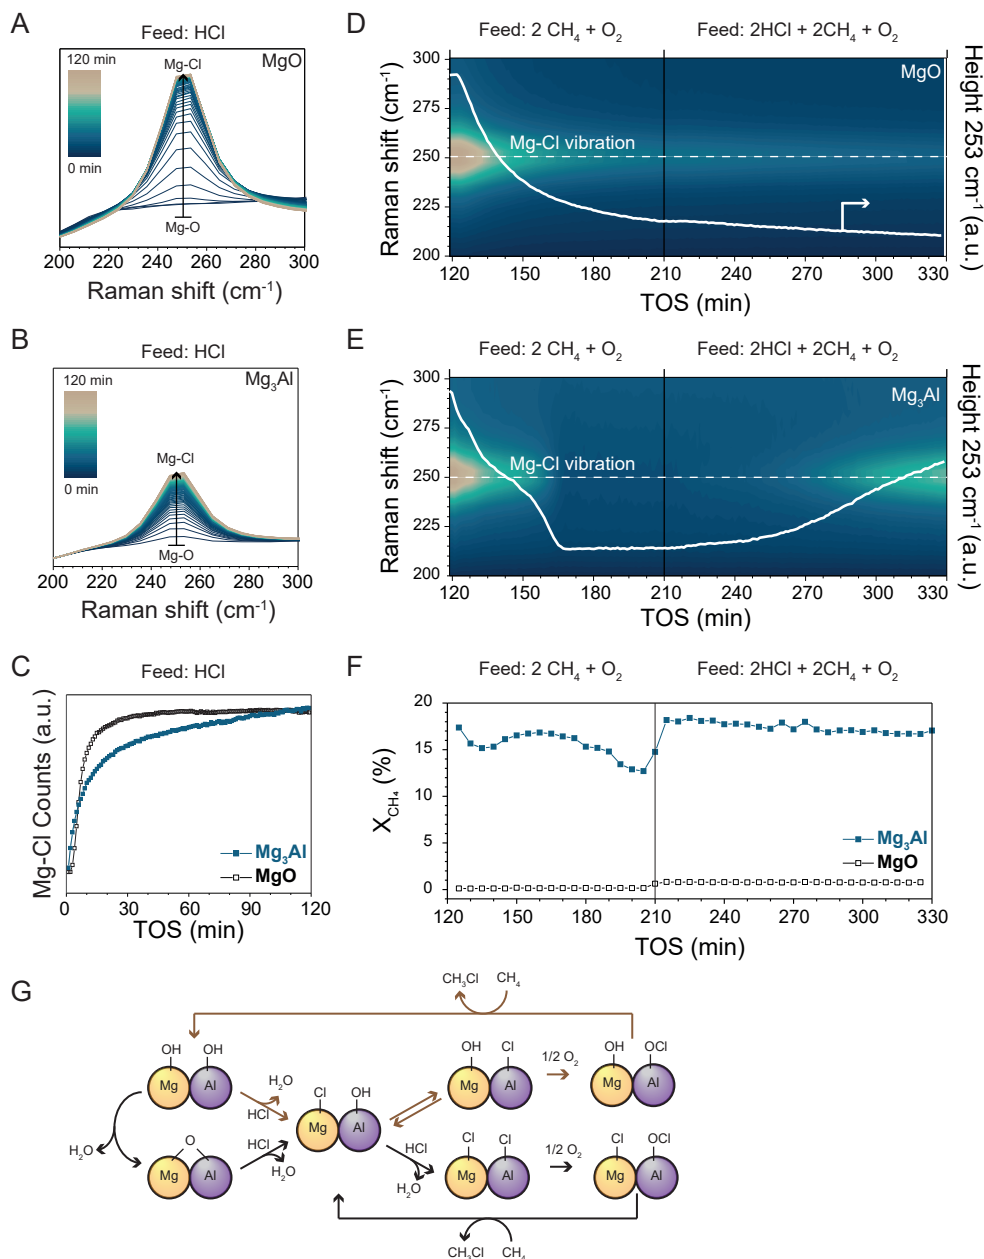 A
Feed: HCl
120 min
0 min
Mg-Cl
MgO
Mg-O
200 220 240 260 280 300
Raman shift (cm⁻¹)
B
Feed: HCl
120 min
0 min
Mg-Cl
Mg₃Al
Mg-O
200 220 240 260 280 300
Raman shift (cm⁻¹)
C
Feed: HCl
Mg-Cl Counts (a.u.)
Mg₃Al
MgO
0 30 60 90 120
TOS (min)
D
Feed: 2 CH₄ + O₂
Feed: 2HCl + 2CH₄ + O₂
Raman shift (cm⁻¹)
300
275
250
225
200
MgO
Mg-Cl vibration
Height 253 cm⁻¹ (a.u.)
120 150 180 210 240 270 300 330
TOS (min)
E
Feed: 2 CH₄ + O₂
Feed: 2HCl + 2CH₄ + O₂
Raman shift (cm⁻¹)
300
275
250
225
200
Mg₃Al
Mg-Cl vibration
Height 253 cm⁻¹ (a.u.)
120 150 180 210 240 270 300 330
TOS (min)
F
Feed: 2 CH₄ + O₂
Feed: 2HCl + 2CH₄ + O₂
X_CH₄ (%)
20
15
10
5
0
Mg₃Al
MgO
120 150 180 210 240 270 300 330
TOS (min)
G
CH₃Cl CH₄
OH OH
Mg Al
H₂O
HCl
Cl OH
Mg Al
OH Cl
Mg Al
1/2 O₂
OH OCl
Mg Al
H₂O
O
Mg Al
HCl
H₂O
HCl
H₂O
Cl Cl
Mg Al
1/2 O₂
Cl OCl
Mg Al
CH₃Cl CH₄